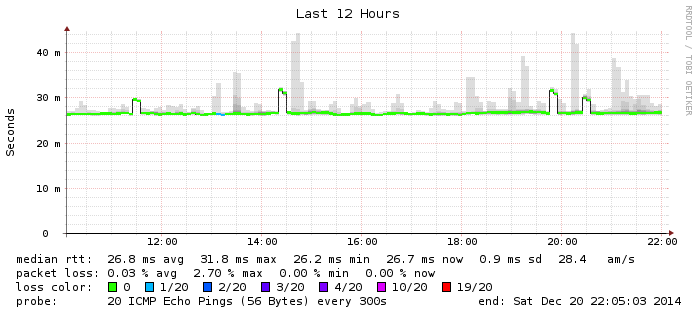 Last 12 Hours
RRDTOOL / TOBI OETIKER
Seconds
40 m
30 m
20 m
10 m
0
12:00 14:00 16:00 18:00 20:00 22:00
median rtt: 26.8 ms avg 31.8 ms max 26.2 ms min 26.7 ms now 0.9 ms sd 28.4 am/s
packet loss: 0.03 % avg 2.70 % max 0.00 % min 0.00 % now
loss color: 0 1/20 2/20 3/20 4/20 10/20 19/20
probe: 20 ICMP Echo Pings (56 Bytes) every 300s end: Sat Dec 20 22:05:03 2014